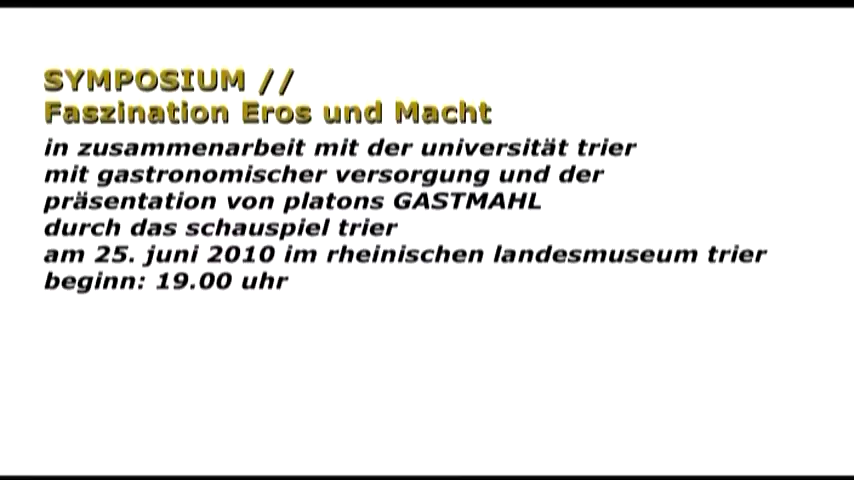 SYMPOSIUM //
Faszination Eros und Macht
in zusammenarbeit mit der universität trier
mit gastronomischer versorgung und der
präsentation von platons GASTMAHL
durch das schauspiel trier
am 25. juni 2010 im rheinischen landesmuseum trier
beginn: 19.00 uhr